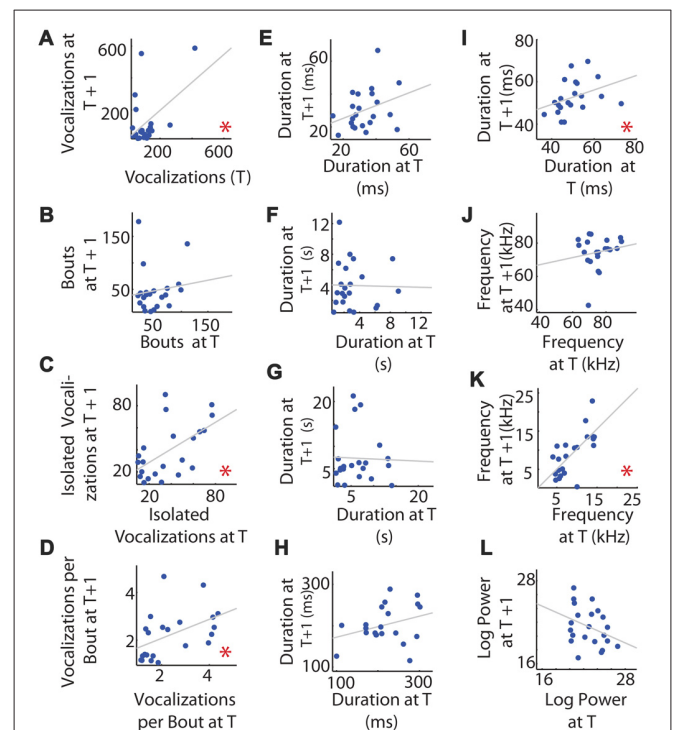 A
Vocalizations at
T + 1
600
200
200 600
Vocalizations (T)
*
E
Duration at
T+1 (ms)
60
20
20 60
Duration at T
(ms)
I
Duration at
T +1(ms)
80
40
40 60 80
Duration at
T (ms)
*
B
Bouts
at T + 1
150
50
50 150
Bouts at T
F
Duration at
T+1 (s)
12
4
4 8 12
Duration at T
(s)
J
Frequency
at T +1(kHz)
80
60
40
40 60 80
Frequency
at T (kHz)
C
Isolated Vocali-
zations at T + 1
80
20
20 80
Isolated
Vocalizations at T
*
G
Duration at
T+1 (s)
20
5
5 20
Duration at T
(s)
K
Frequency
at T +1(kHz)
25
15
5
5 15 25
Frequency
at T (kHz)
*
D
Vocalizations per
Bout at T+1
4
2
2 4
Vocalizations
per Bout at T
*
H
Duration at
T+1 (ms)
300
100
100 300
Duration at T
(ms)
L
Log Power
at T +1
28
16
16 28
Log Power
at T